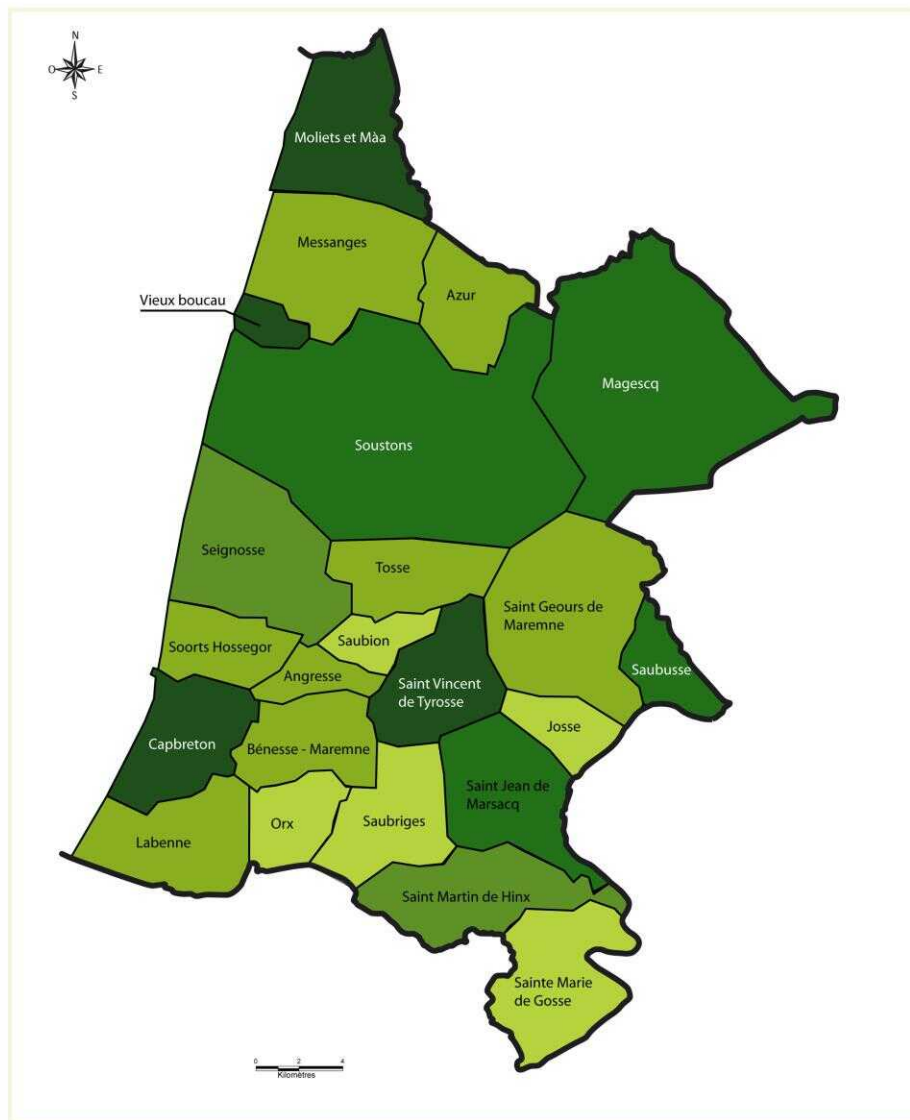 N
O
E
S
Moliets et Màa
Messanges
Azur
Vieux boucau
Magescq
Soustons
Seignosse
Tosse
Saint Geours de
Maremne
Soorts Hossegor
Saubion
Saubusse
Angresse
Saint Vincent
de Tyrosse
Josse
Capbreton
Bénesse - Maremne
Saint Jean de
Marsacq
Orx
Saubriges
Labenne
Saint Martin de Hinx
Sainte Marie
de Gosse
0 2 4
Kilomètres